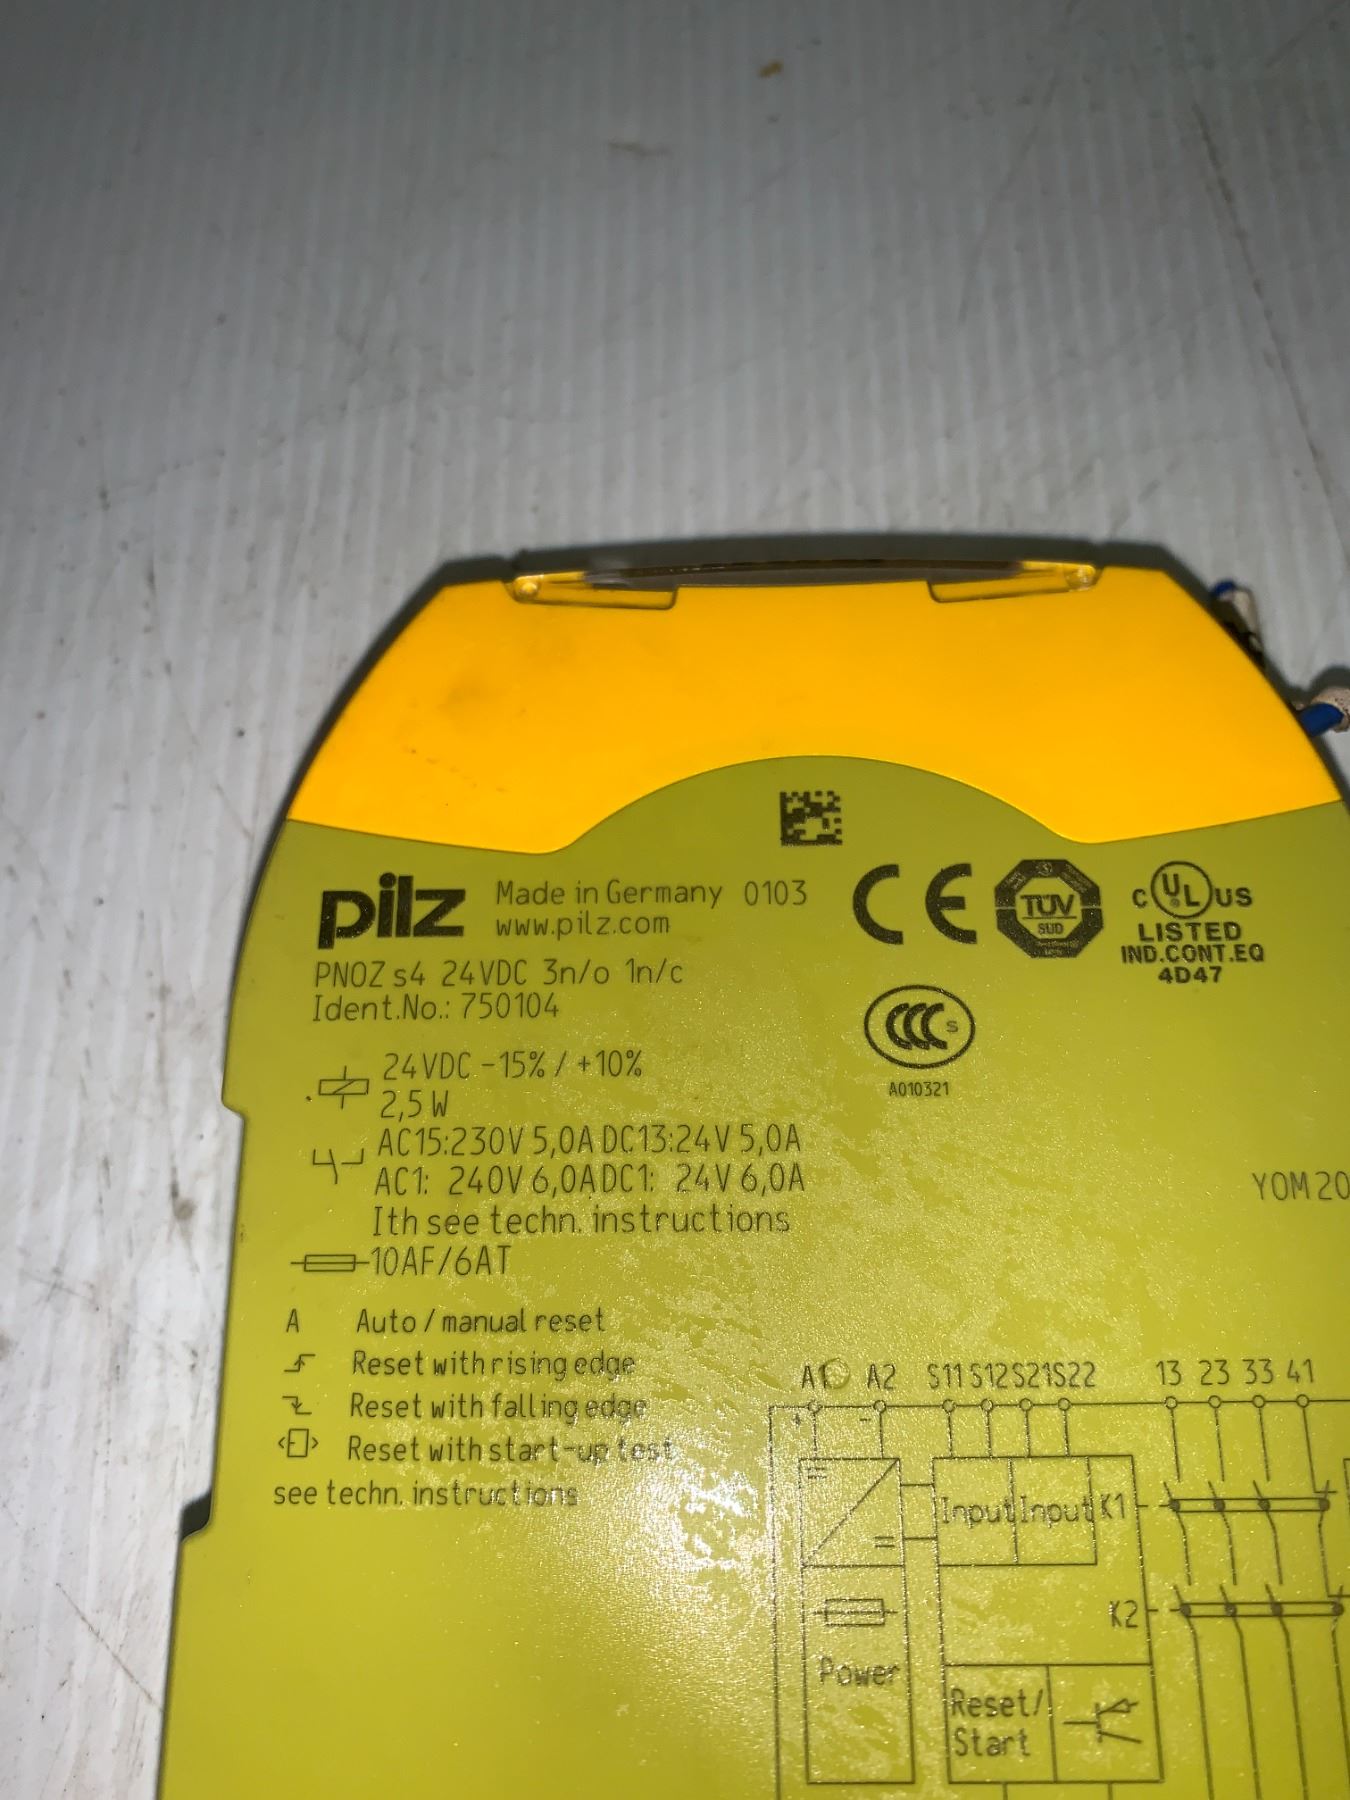 pilz Made in Germany 0103
www.pilz.com
PNOZ s4 24VDC 3n/o 1n/c
Ident.No.: 750104
CE
TÜV
SÜD
C UL US
LISTED
IND.CONT.EQ
4D47
CCC S
A010321
24VDC -15% / +10%
2,5 W
AC15:230V 5,0A DC13:24V 5,0A
AC1: 240V 6,0A DC1: 24V 6,0A
Ith see techn. instructions
10AF/6AT
YOM 20
A Auto / manual reset
Reset with rising edge
Reset with falling edge
Reset with start-up test
see techn. instructions
A1 A2 S11 S12 S21 S22 13 23 33 41
+ -
Input Input K1
K2
Power
Reset/
Start